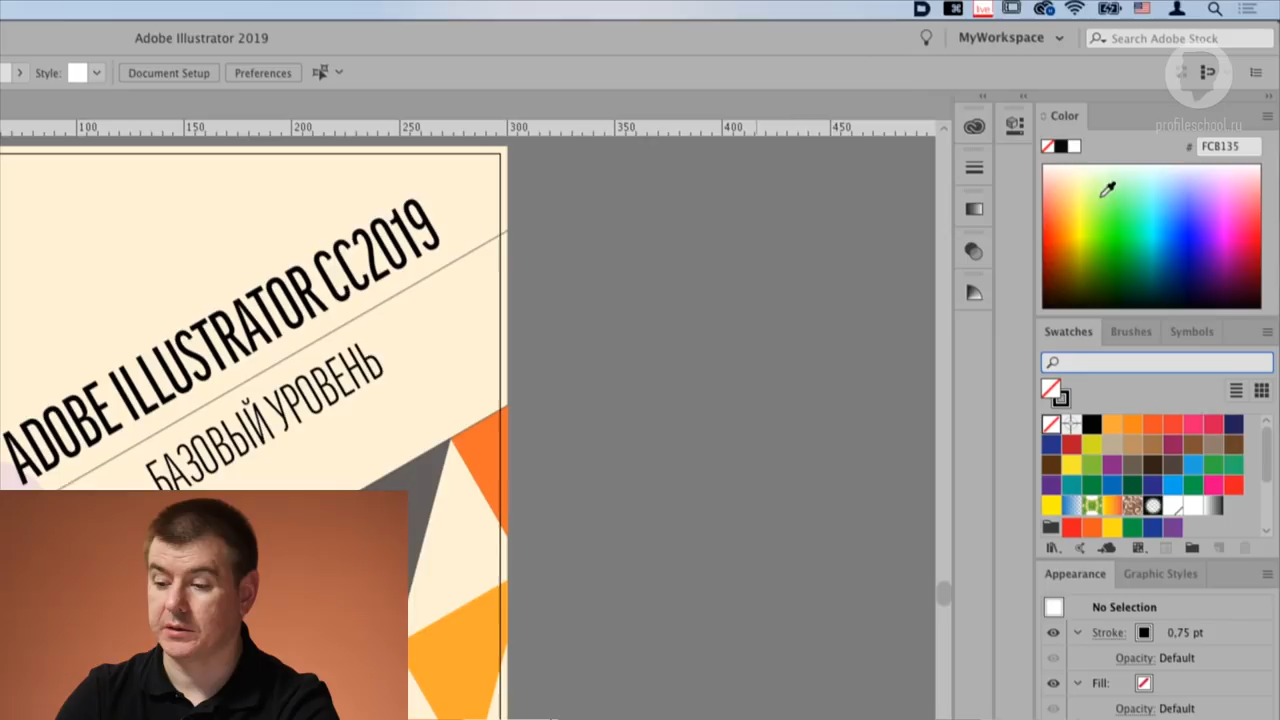 live
Adobe Illustrator 2019
MyWorkspace
Search Adobe Stock
Style:
Document Setup
Preferences
profileschool.ru
100
150
200
250
300
350
400
450
Color
# FCB135
ADOBE ILLUSTRATOR CC2019
БАЗОВЫЙ УРОВЕНЬ
Swatches Brushes Symbols
Appearance Graphic Styles
No Selection
Stroke: 0,75 pt
Opacity: Default
Fill:
Opacity: Default